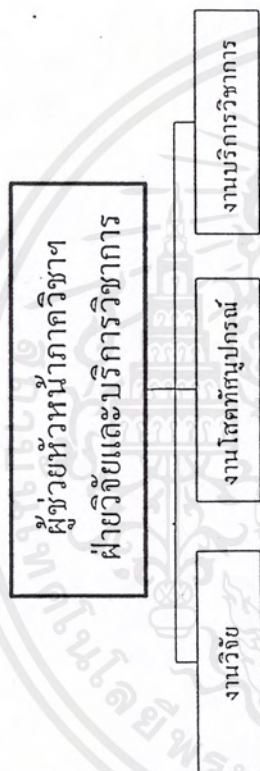 ผู้ช่วยหัวหน้าภาควิชาฯ
ฝ่ายวิจัยและบริการวิชาการ
งานวิจัย
งานโสตทัศนูปกรณ์
งานบริการวิชาการ